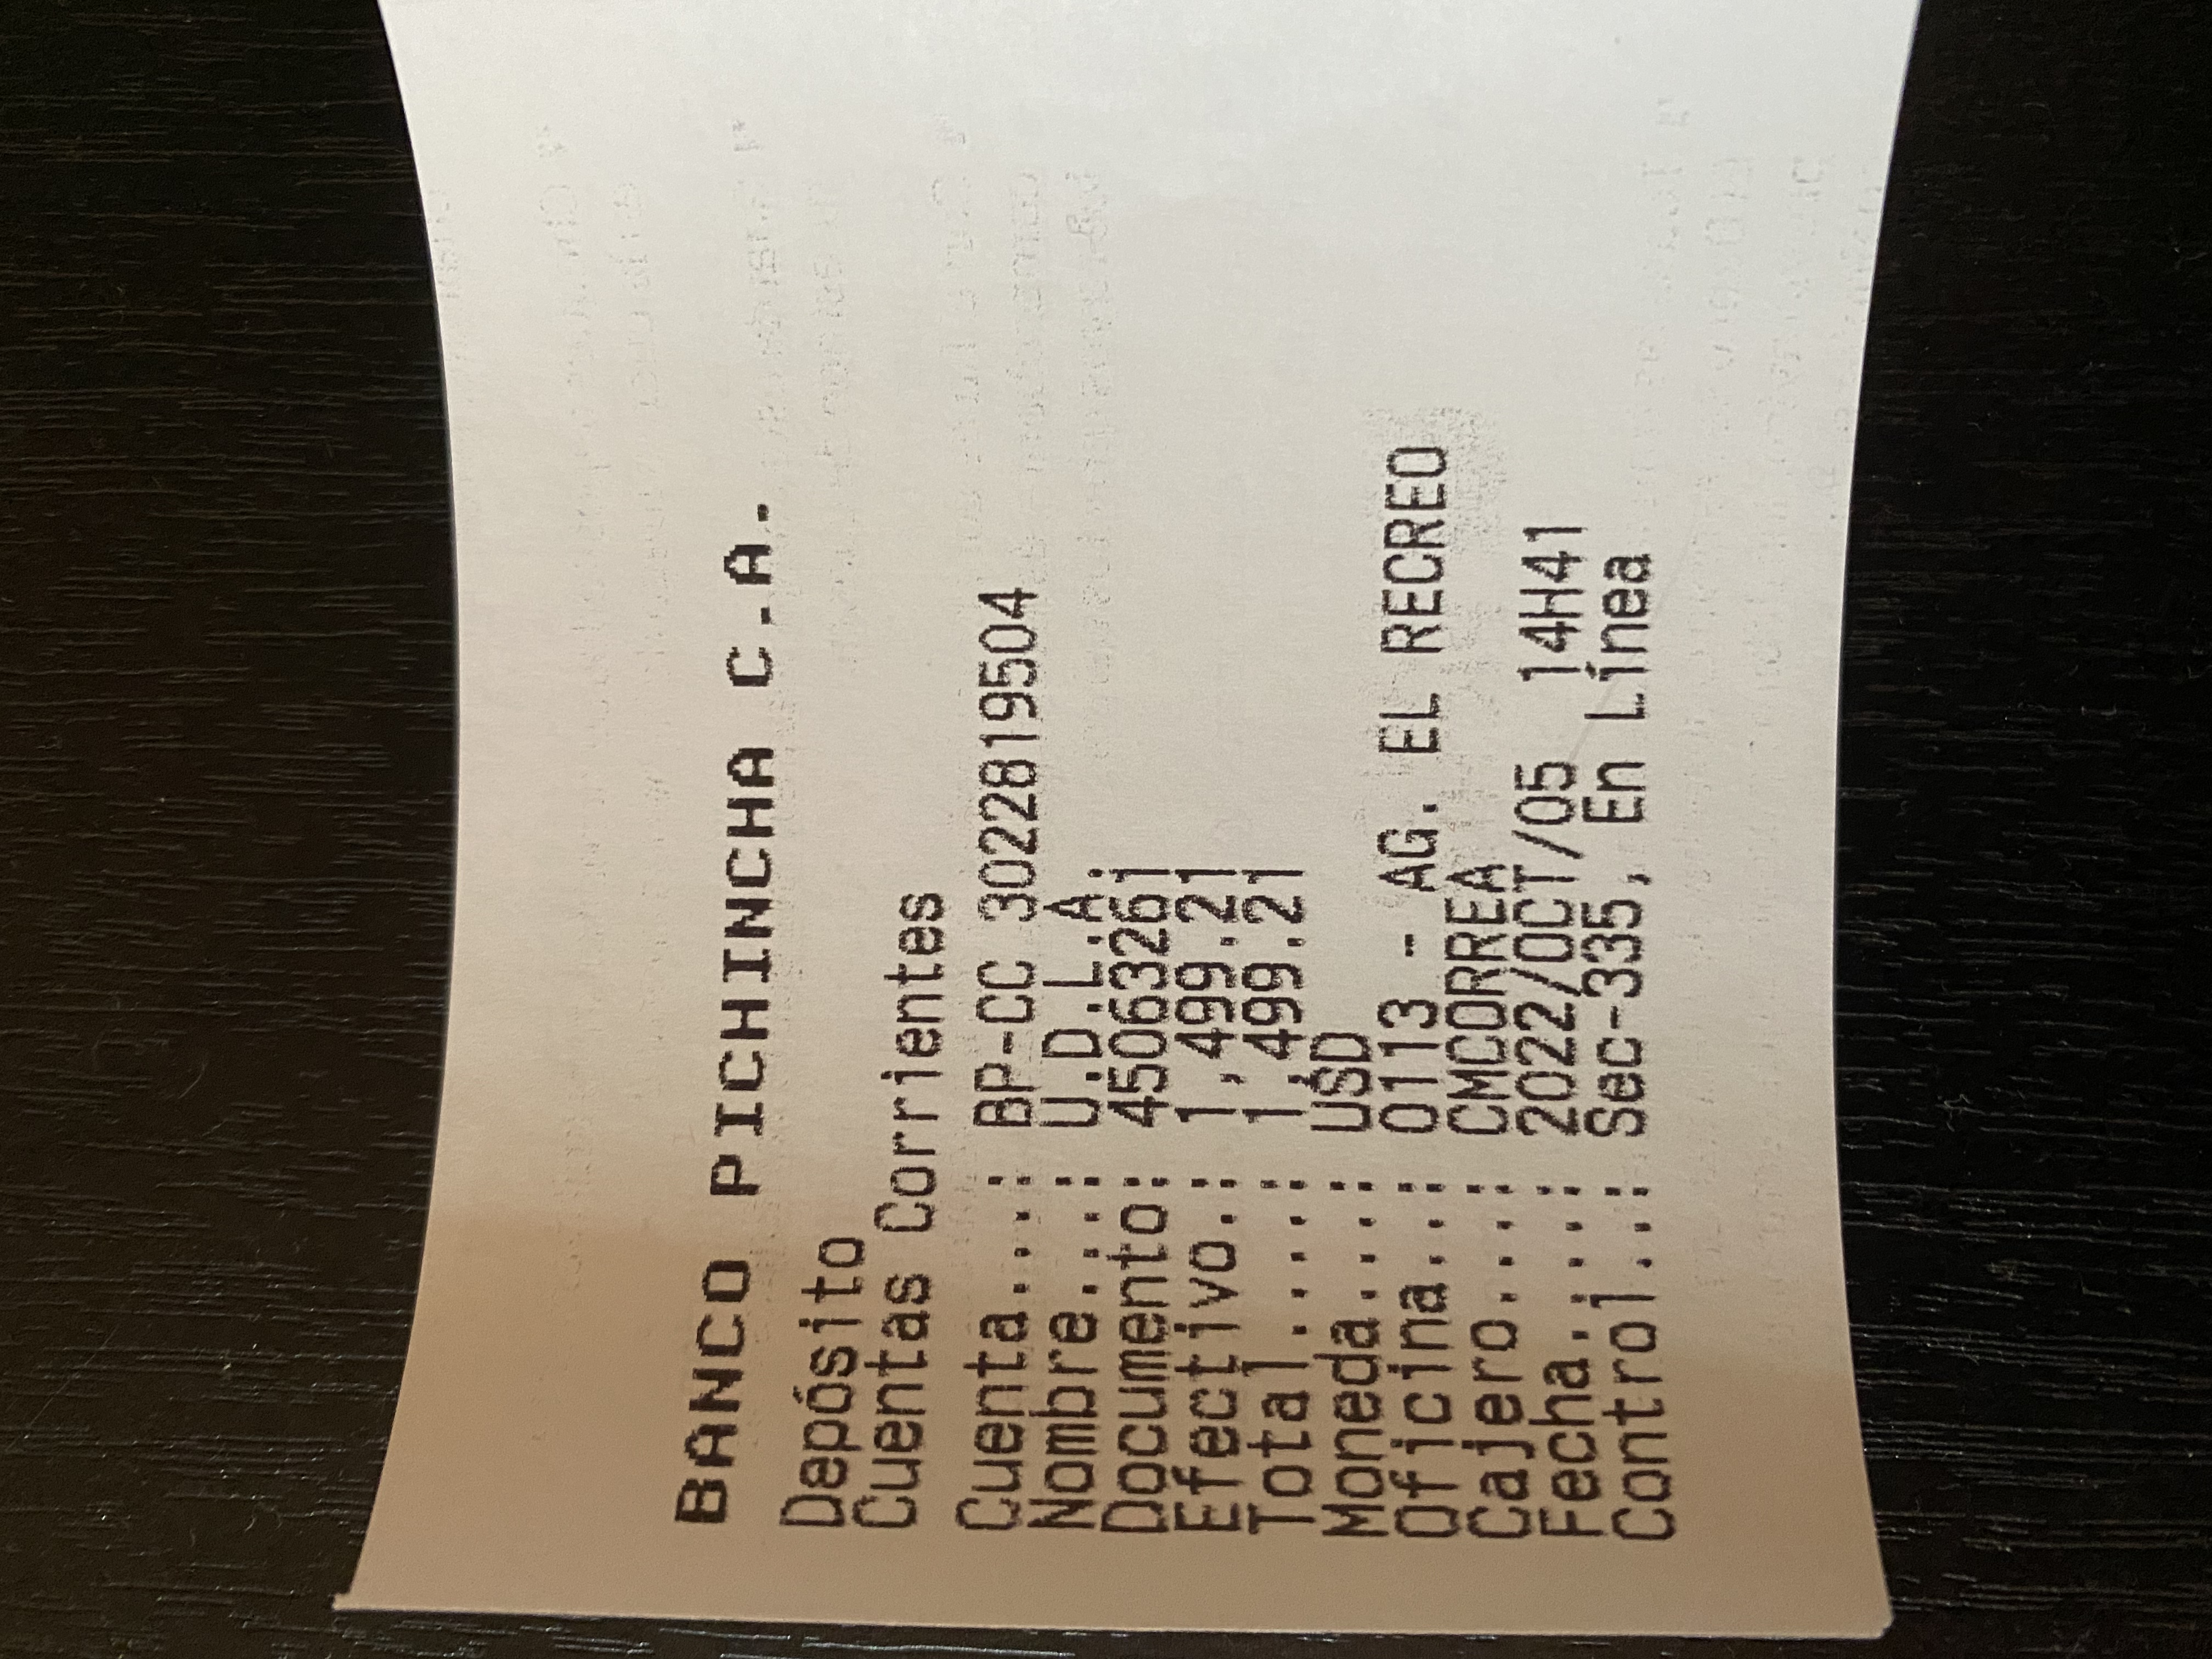 BANCO PICHINCHA C.A.
Depósito
Cuentas Corrientes
Cuenta....: BP-CC 3022819504
Nombre....: U.D.L.A.
Documento: 45063261
Efectivo.: 1,499.21
Total.....: 1,499.21
Moneda....: USD
Oficina...: 0113 - AG. EL RECREO
Cajero....: CMCORREA
Fecha.....: 2022/OCT/05 14H41
Control...: Sec-335, En Línea